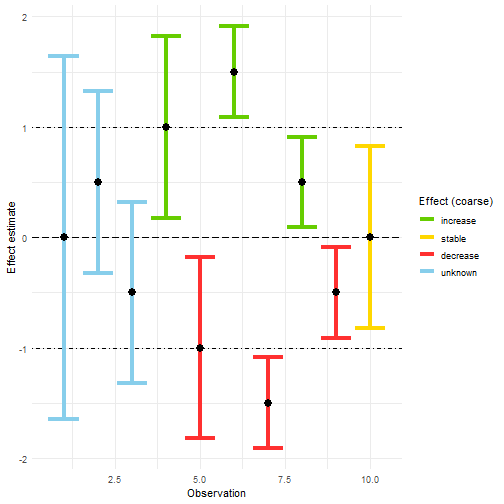 2
1
0
-1
-2
Effect estimate
2.5 5.0 7.5 10.0
Observation
Effect (coarse)
increase
stable
decrease
unknown